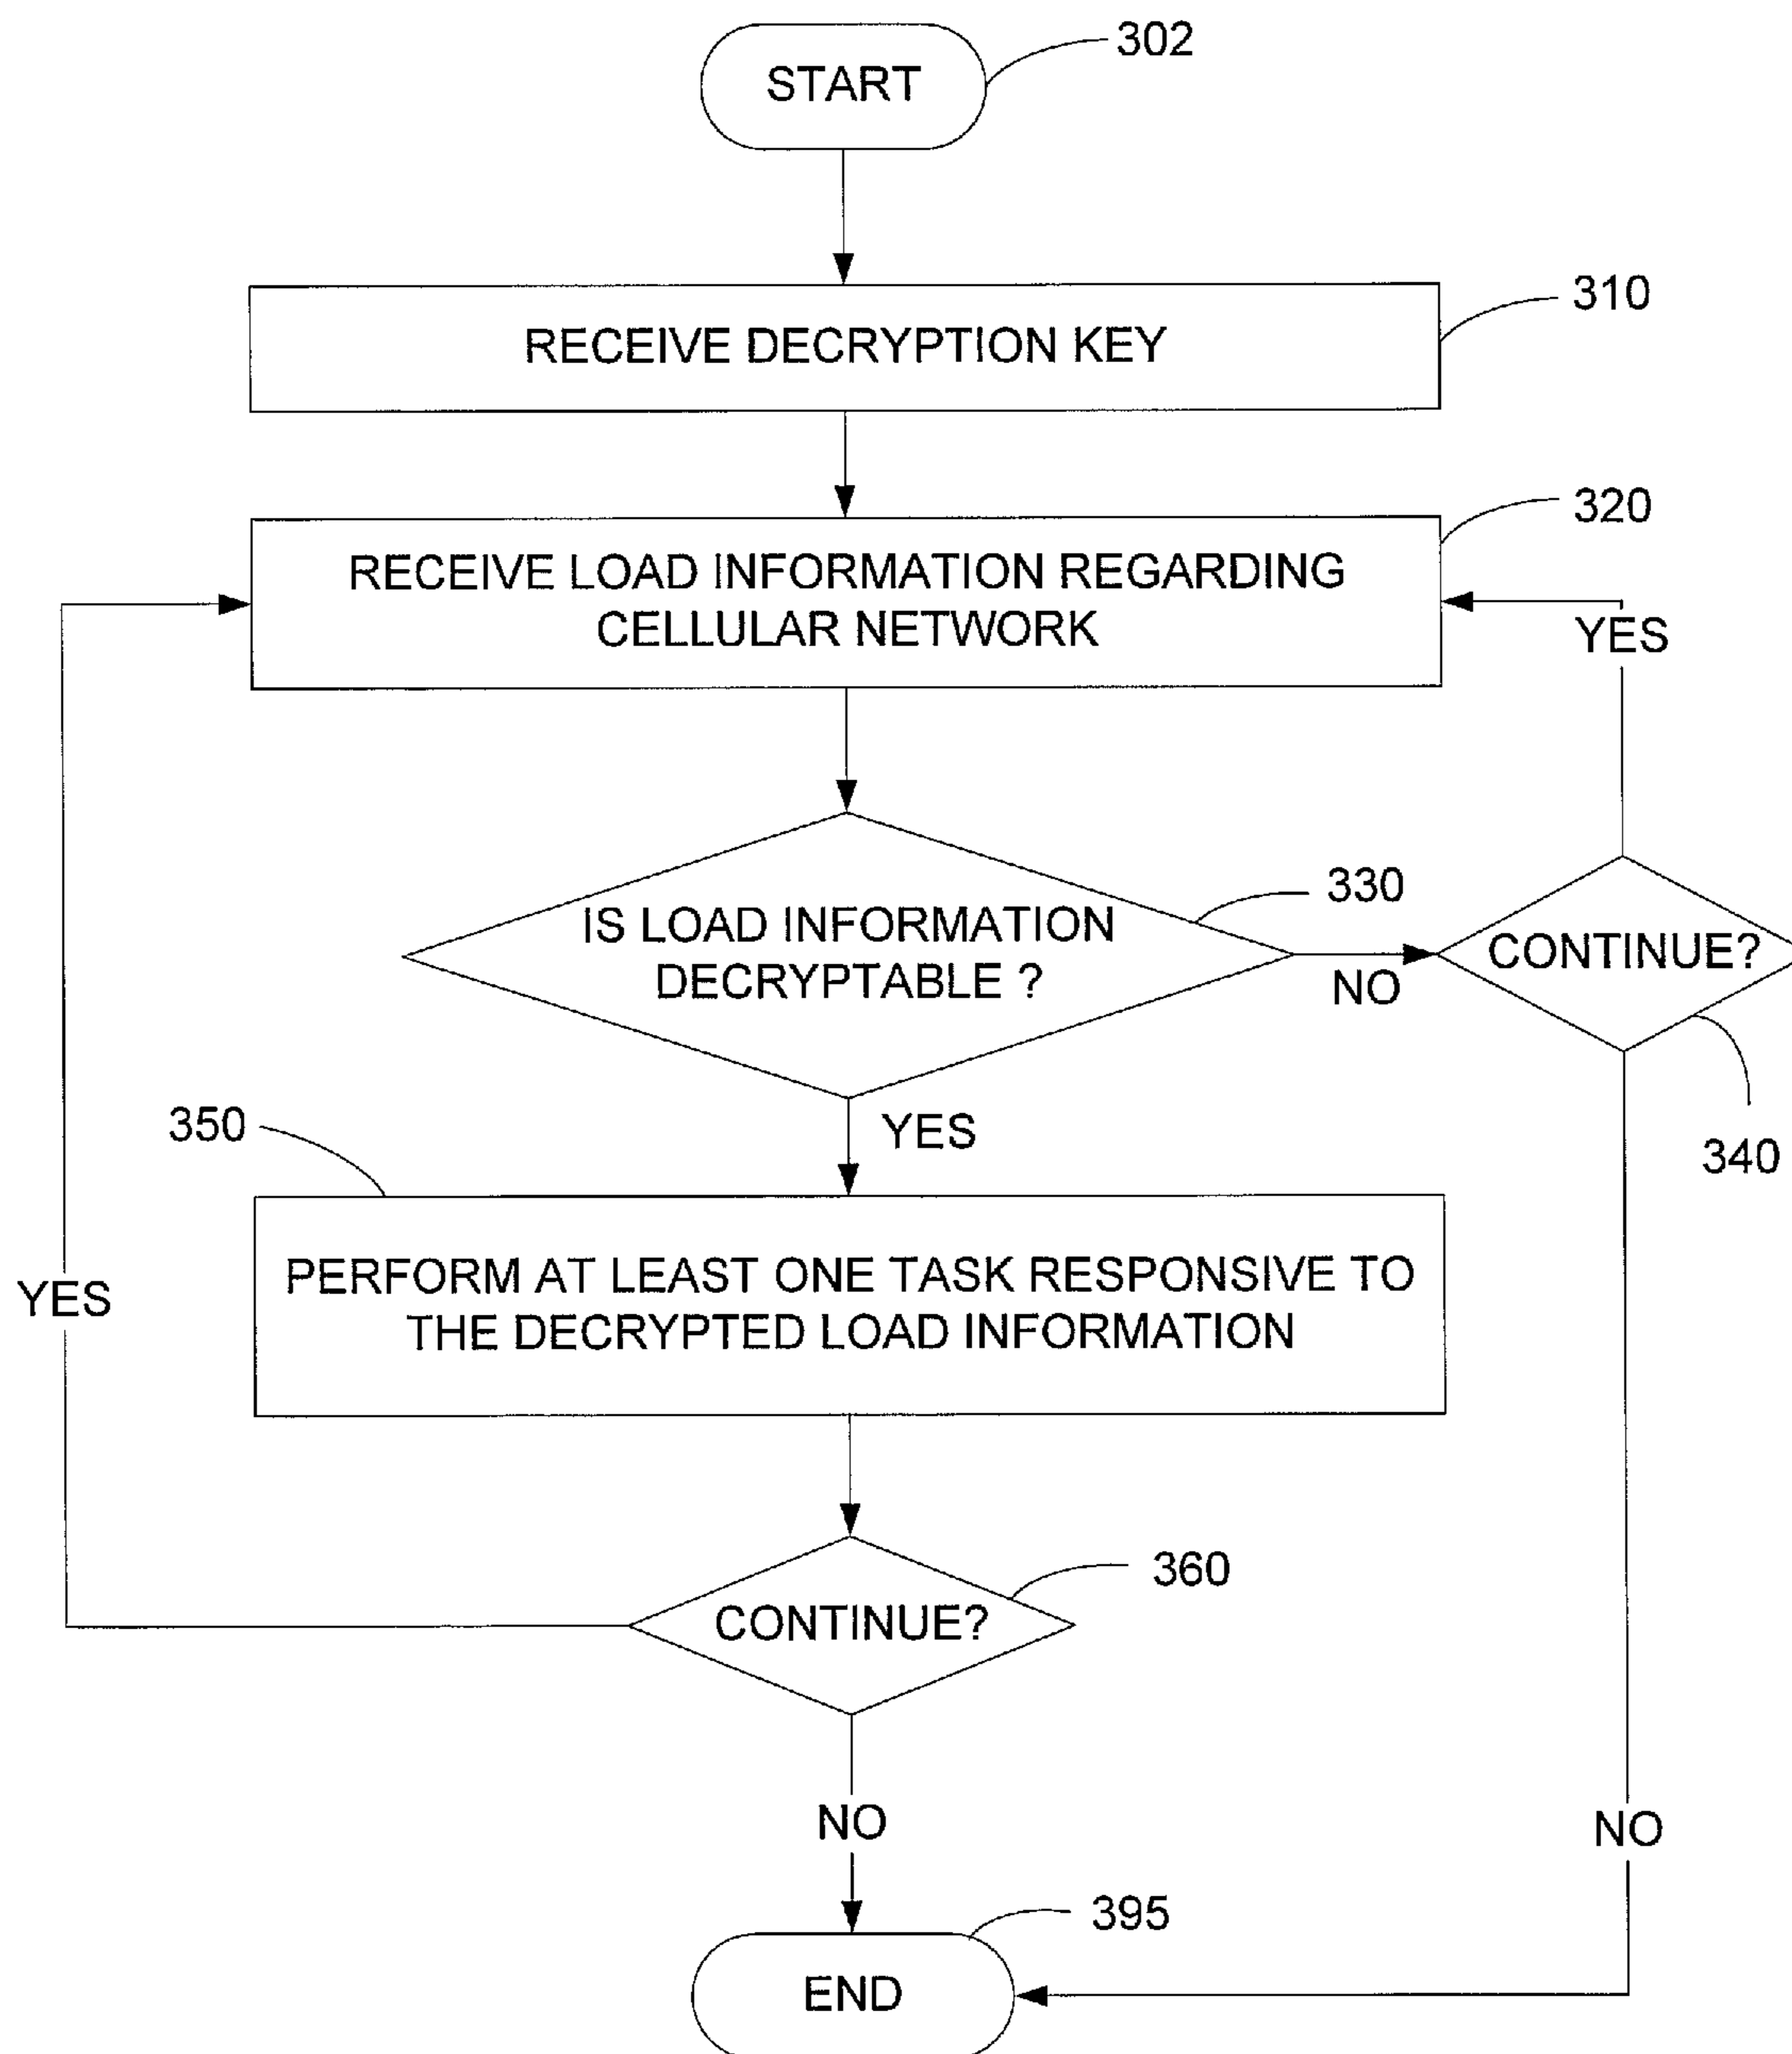 302
START
310
RECEIVE DECRYPTION KEY
320
RECEIVE LOAD INFORMATION REGARDING
CELLULAR NETWORK
YES
330
IS LOAD INFORMATION
DECRYPTABLE ?
CONTINUE?
NO
350
YES
340
PERFORM AT LEAST ONE TASK RESPONSIVE TO
THE DECRYPTED LOAD INFORMATION
YES
360
CONTINUE?
NO
NO
395
END